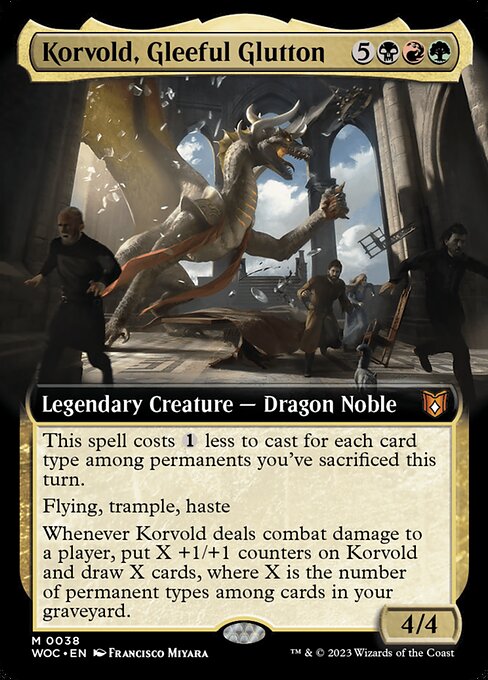 Korvold, Gleeful Glutton 5
Legendary Creature — Dragon Noble
This spell costs 1 less to cast for each card
type among permanents you've sacrificed this
turn.
Flying, trample, haste
Whenever Korvold deals combat damage to
a player, put X +1/+1 counters on Korvold
and draw X cards, where X is the number
of permanent types among cards in your
graveyard.
4/4
M 0038
WOC • EN Francisco Miyara
™ & © 2023 Wizards of the Coast